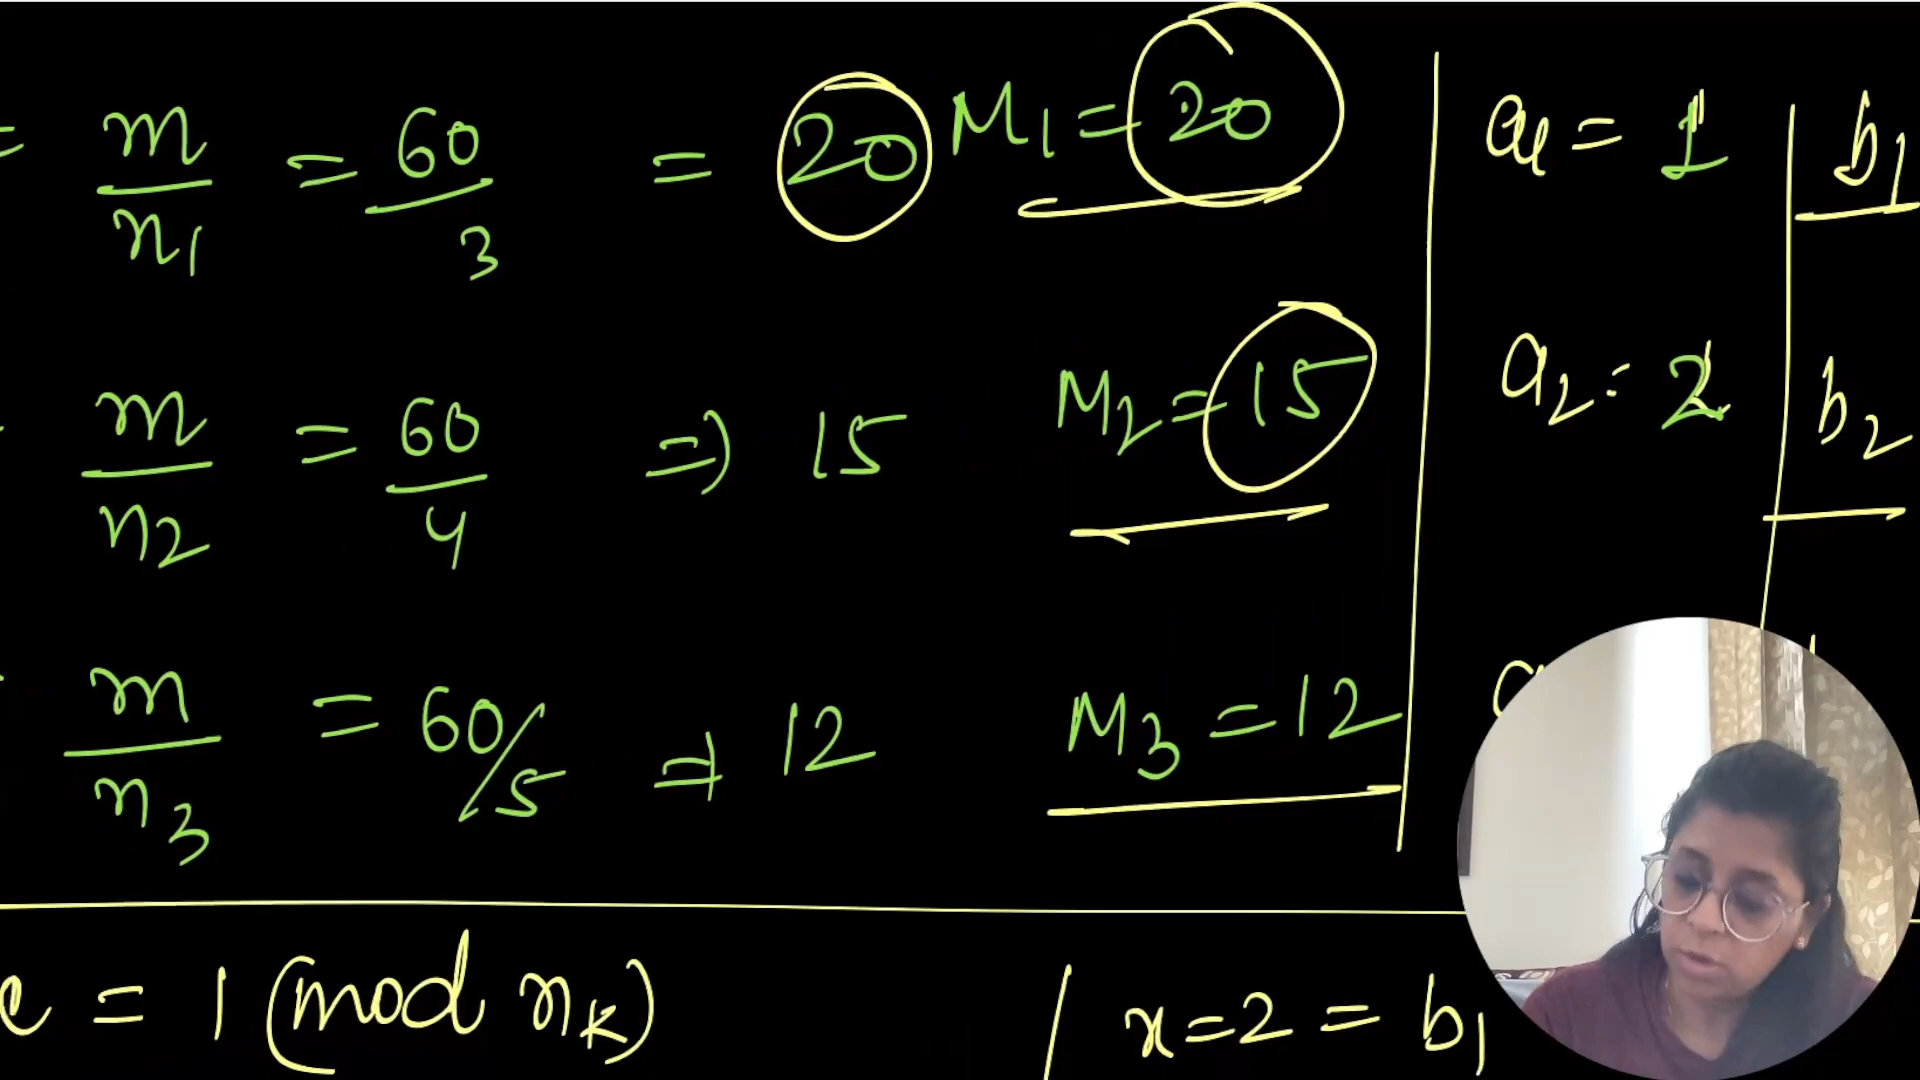 = m/n1 = 60/3 = 20 M1 = 20 | a1 = 1 | b1
m/n2 = 60/4 => 15 M2 = 15 a2 : 2 | b2
m/n3 = 60/5 => 12 M3 = 12
= 1 (mod nk) | x=2 = b1